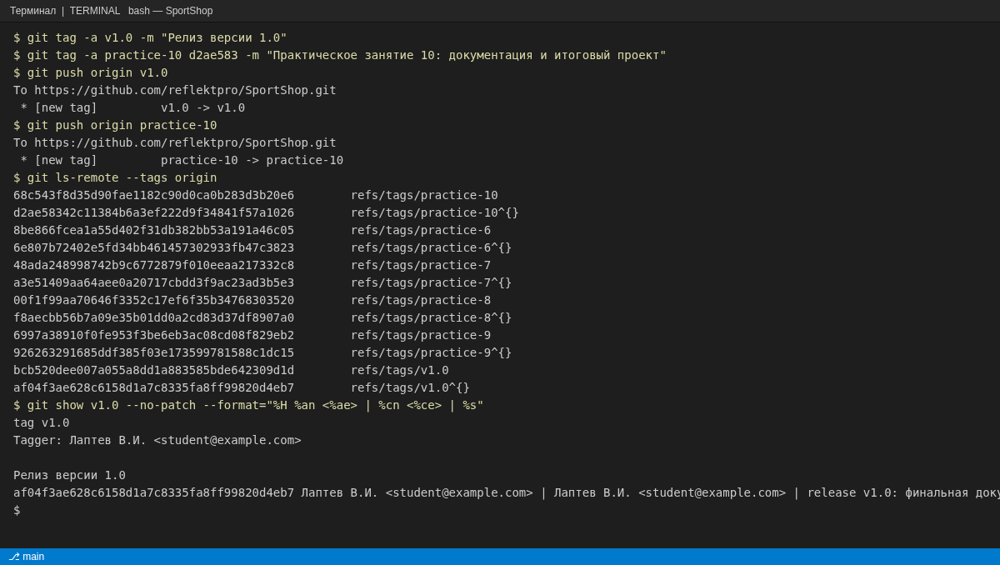 Терминал | TERMINAL bash — SportShop
$ git tag -a v1.0 -m "Релиз версии 1.0"
$ git tag -a practice-10 d2ae583 -m "Практическое занятие 10: документация и итоговый проект"
$ git push origin v1.0
To https://github.com/reflektpro/SportShop.git
 * [new tag]         v1.0 -> v1.0
$ git push origin practice-10
To https://github.com/reflektpro/SportShop.git
 * [new tag]         practice-10 -> practice-10
$ git ls-remote --tags origin
68c543f8d35d90fae1182c90d0ca0b283d3b20e6        refs/tags/practice-10
d2ae58342c11384b6a3ef222d9f34841f57a1026        refs/tags/practice-10^{}
8be866fcea1a55d402f31db382bb53a191a46c05        refs/tags/practice-6
6e807b72402e5fd34bb461457302933fb47c3823        refs/tags/practice-6^{}
48ada248998742b9c6772879f010eeaa217332c8        refs/tags/practice-7
a3e51409aa64aee0a20717cbdd3f9ac23ad3b5e3        refs/tags/practice-7^{}
00f1f99aa70646f3352c17ef6f35b34768303520        refs/tags/practice-8
f8aecbb56b7a09e35b01dd0a2cd83d37df8907a0        refs/tags/practice-8^{}
6997a38910f0fe953f3be6eb3ac08cd08f829eb2        refs/tags/practice-9
926263291685ddf385f03e173599781588c1dc15        refs/tags/practice-9^{}
bcb520dee007a055a8dd1a883585bde642309d1d        refs/tags/v1.0
af04f3ae628c6158d1a7c8335fa8ff99820d4eb7        refs/tags/v1.0^{}
$ git show v1.0 --no-patch --format="%H %an <%ae> | %cn <%ce> | %s"
tag v1.0
Tagger: Лаптев В.И. <student@example.com>
Релиз версии 1.0
af04f3ae628c6158d1a7c8335fa8ff99820d4eb7 Лаптев В.И. <student@example.com> | Лаптев В.И. <student@example.com> | release v1.0: финальная доку
$
⎇ main